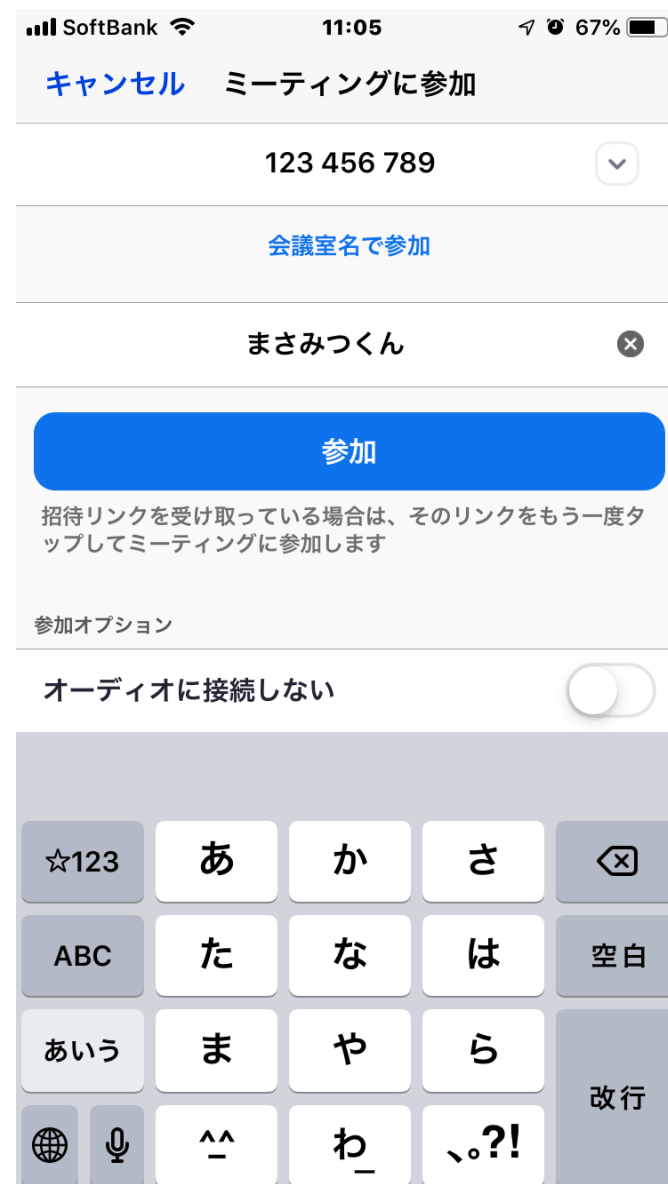 SoftBank 11:05 67%
キャンセル ミーティングに参加
123 456 789
会議室名で参加
まさみつくん
参加
招待リンクを受け取っている場合は、そのリンクをもう一度タ
ップしてミーティングに参加します
参加オプション
オーディオに接続しない
☆123 あ か さ
ABC た な は 空白
あいう ま や ら
改行
^_^ わ_ 、。?!